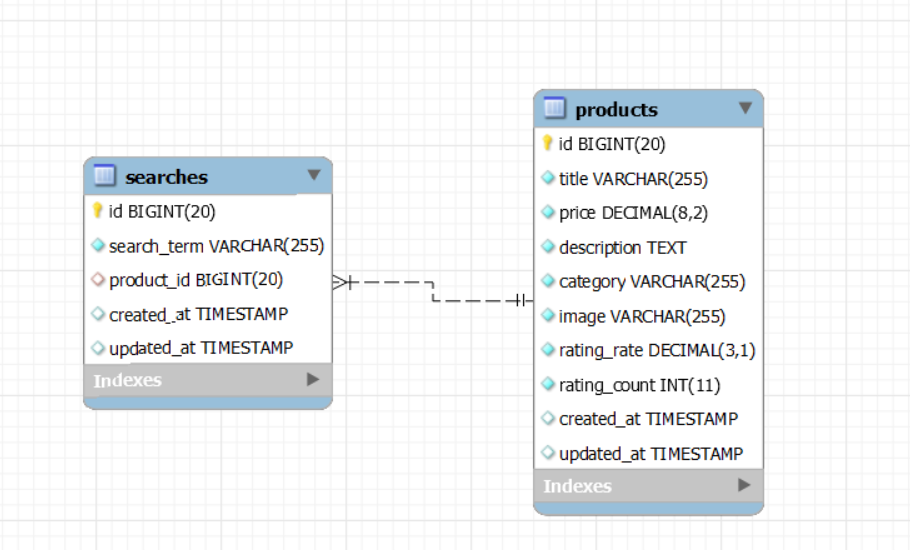 searches
id BIGINT(20)
search_term VARCHAR(255)
product_id BIGINT(20)
created_at TIMESTAMP
updated_at TIMESTAMP
Indexes
products
id BIGINT(20)
title VARCHAR(255)
price DECIMAL(8,2)
description TEXT
category VARCHAR(255)
image VARCHAR(255)
rating_rate DECIMAL(3,1)
rating_count INT(11)
created_at TIMESTAMP
updated_at TIMESTAMP
Indexes